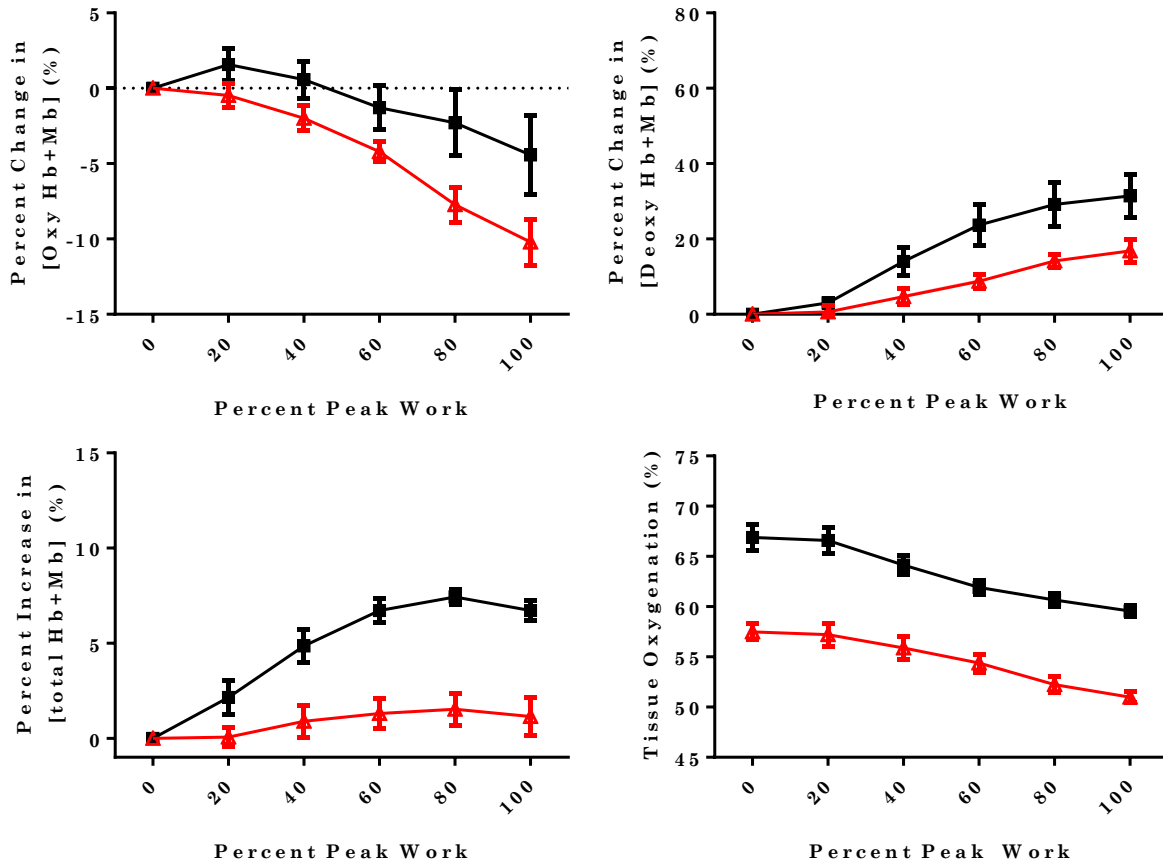 Percent Change in
[Oxy Hb+Mb] (%)
5
0
-5
-10
-15
0 20 40 60 80 100
Percent Peak Work
Percent Change in
[Deoxy Hb+Mb] (%)
80
60
40
20
0
0 20 40 60 80 100
Percent Peak Work
Percent Increase in
[total Hb+Mb] (%)
15
10
5
0
0 20 40 60 80 100
Percent Peak Work
Tissue Oxygenation (%)
75
70
65
60
55
50
45
0 20 40 60 80 100
Percent Peak Work